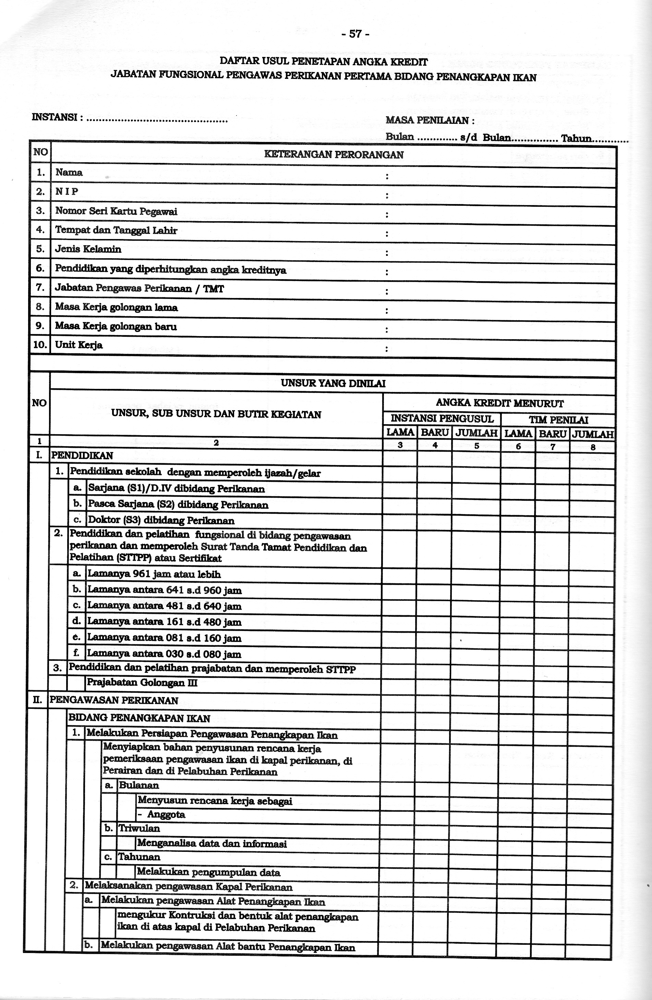 - 57 -
DAFTAR USUL PENETAPAN ANGKA KREDIT
JABATAN FUNGSIONAL PENGAWAS PERIKANAN PERTAMA BIDANG PENANGKAPAN IKAN
INSTANSI : .............................................
MASA PENILAIAN :
Bulan ............. s/d Bulan............... Tahun............
NO KETERANGAN PERORANGAN
1. Nama :
2. N I P :
3. Nomor Seri Kartu Pegawai :
4. Tempat dan Tanggal Lahir :
5. Jenis Kelamin :
6. Pendidikan yang diperhitungkan angka kreditnya :
7. Jabatan Pengawas Perikanan / TMT :
8. Masa Kerja golongan lama :
9. Masa Kerja golongan baru :
10. Unit Kerja :
UNSUR YANG DINILAI
NO UNSUR, SUB UNSUR DAN BUTIR KEGIATAN ANGKA KREDIT MENURUT
INSTANSI PENGUSUL TIM PENILAI
LAMA BARU JUMLAH LAMA BARU JUMLAH
1 2 3 4 5 6 7 8
I. PENDIDIKAN
1. Pendidikan sekolah dengan memperoleh ijazah/gelar
a. Sarjana (S1)/D.IV dibidang Perikanan
b. Pasca Sarjana (S2) dibidang Perikanan
c. Doktor (S3) dibidang Perikanan
2. Pendidikan dan pelatihan fungsional di bidang pengawasan
perikanan dan memperoleh Surat Tanda Tamat Pendidikan dan
Pelatihan (STTPP) atau Sertifikat
a. Lamanya 961 jam atau lebih
b. Lamanya antara 641 s.d 960 jam
c. Lamanya antara 481 s.d 640 jam
d. Lamanya antara 161 s.d 480 jam
e. Lamanya antara 081 s.d 160 jam
f. Lamanya antara 030 s.d 080 jam
3. Pendidikan dan pelatihan prajabatan dan memperoleh STTPP
Prajabatan Golongan III
II. PENGAWASAN PERIKANAN
BIDANG PENANGKAPAN IKAN
1. Melakukan Persiapan Pengawasan Penangkapan Ikan
Menyiapkan bahan penyusunan rencana kerja
pemeriksaan pengawasan ikan di kapal perikanan, di
Perairan dan di Pelabuhan Perikanan
a. Bulanan
Menyusun rencana kerja sebagai
- Anggota
b. Triwulan
Menganalisa data dan informasi
c. Tahunan
Melakukan pengumpulan data
2. Melaksanakan pengawasan Kapal Perikanan
a. Melakukan pengawasan Alat Penangkapan Ikan
mengukur Kontruksi dan bentuk alat penangkapan
ikan di atas kapal di Pelabuhan Perikanan
b. Melakukan pengawasan Alat bantu Penangkapan Ikan